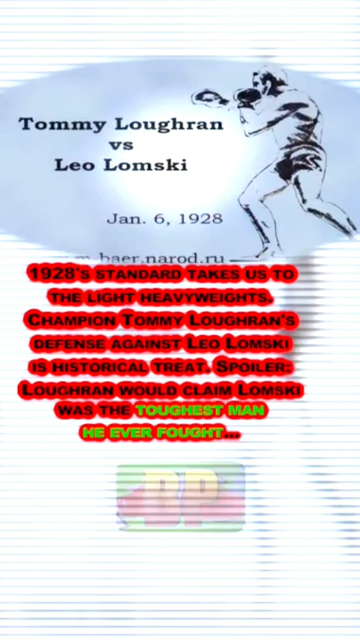 Tommy Loughran
vs
Leo Lomski
Jan. 6, 1928
baer.narod.ru
1928's standard takes us to
the light heavyweights.
Champion Tommy Loughran's
defense against Leo Lomski
is historical treat. Spoiler:
Loughran would claim Lomski
was the toughest man
he ever fought...
BP